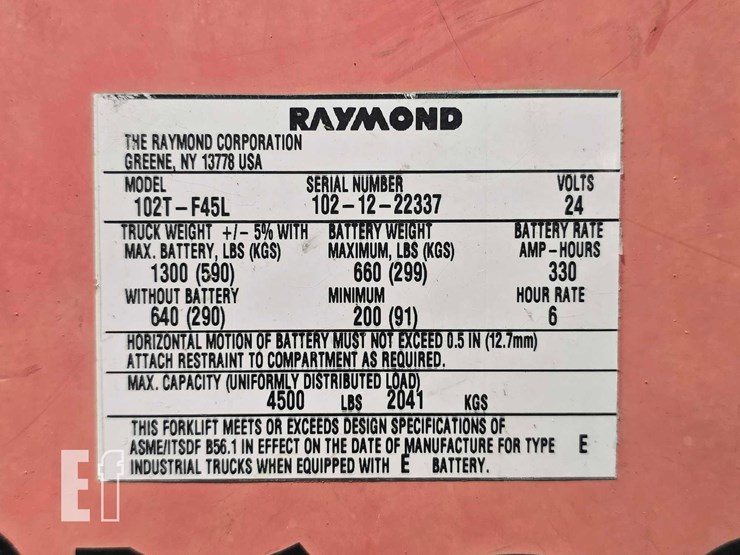 RAYMOND
THE RAYMOND CORPORATION
GREENE, NY 13778 USA
MODEL SERIAL NUMBER VOLTS
102T-F45L 102-12-22337 24
TRUCK WEIGHT +/- 5% WITH BATTERY WEIGHT BATTERY RATE
MAX. BATTERY, LBS (KGS) MAXIMUM, LBS (KGS) AMP-HOURS
1300 (590) 660 (299) 330
WITHOUT BATTERY MINIMUM HOUR RATE
640 (290) 200 (91) 6
HORIZONTAL MOTION OF BATTERY MUST NOT EXCEED 0.5 IN (12.7mm)
ATTACH RESTRAINT TO COMPARTMENT AS REQUIRED.
MAX. CAPACITY (UNIFORMLY DISTRIBUTED LOAD)
4500 LBS 2041 KGS
THIS FORKLIFT MEETS OR EXCEEDS DESIGN SPECIFICATIONS OF
ASME/ITSDF B56.1 IN EFFECT ON THE DATE OF MANUFACTURE FOR TYPE E
INDUSTRIAL TRUCKS WHEN EQUIPPED WITH E BATTERY.
Ef